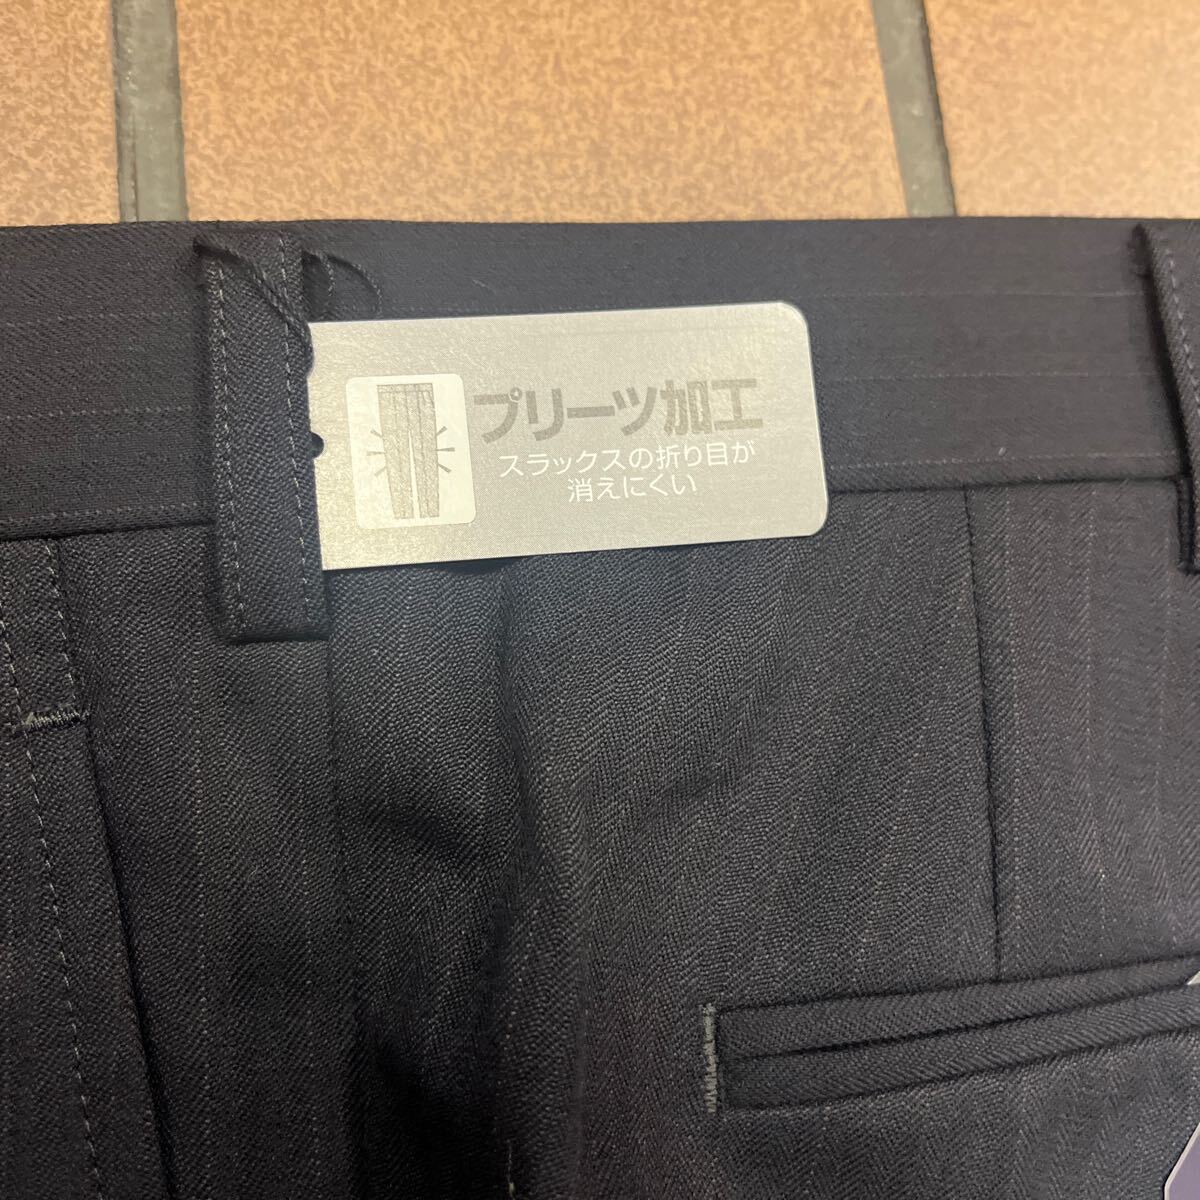 プリーツ加工
スラックスの折り目が
消えにくい